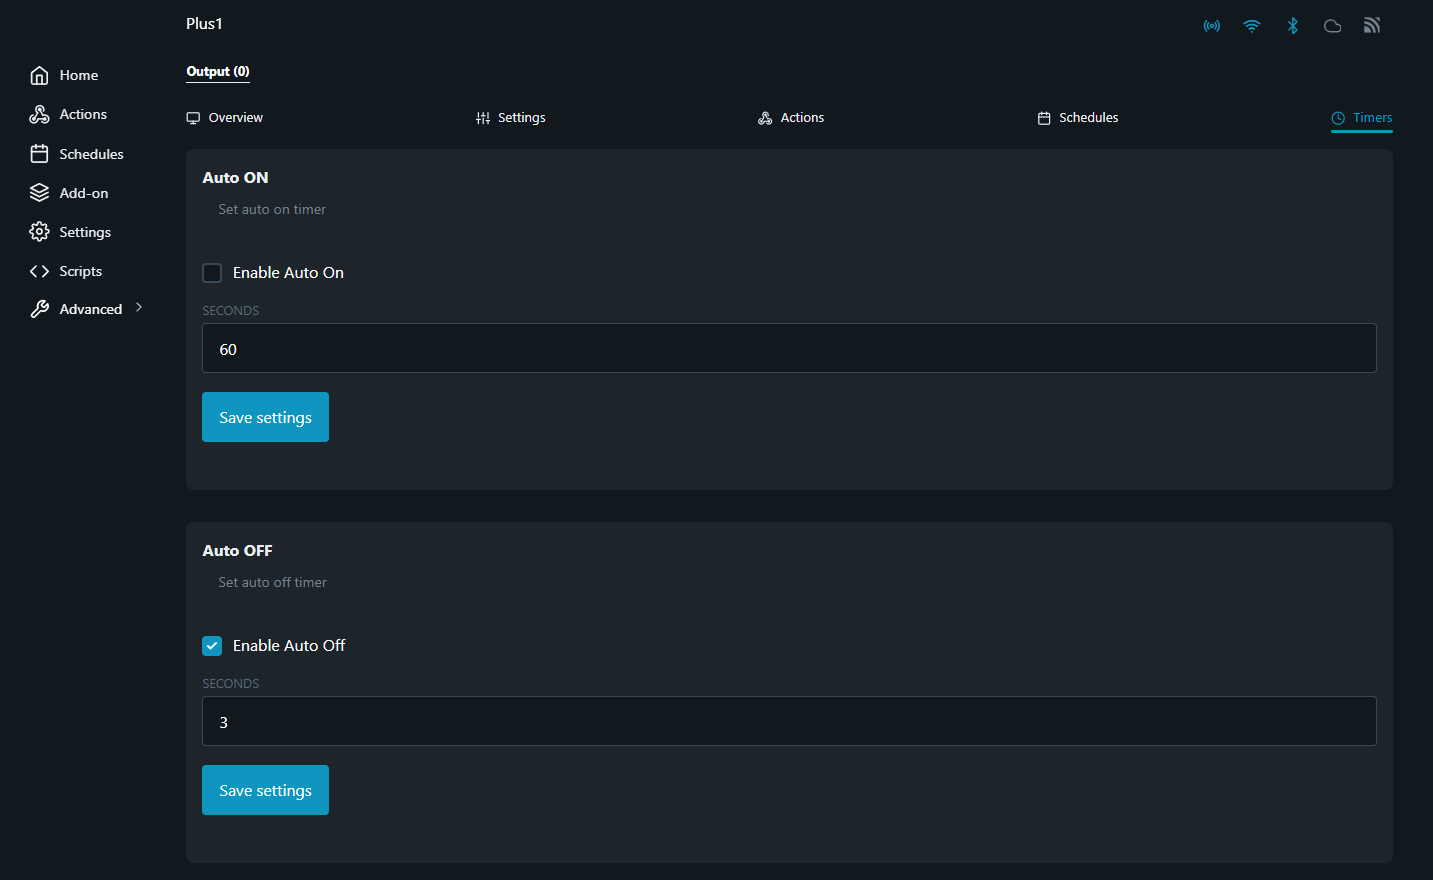 Plus1
Home
Actions
Schedules
Add-on
Settings
Scripts
Advanced
Output (0)
Overview Settings Actions Schedules Timers
Auto ON
Set auto on timer
Enable Auto On
SECONDS
60
Save settings
Auto OFF
Set auto off timer
Enable Auto Off
SECONDS
3
Save settings